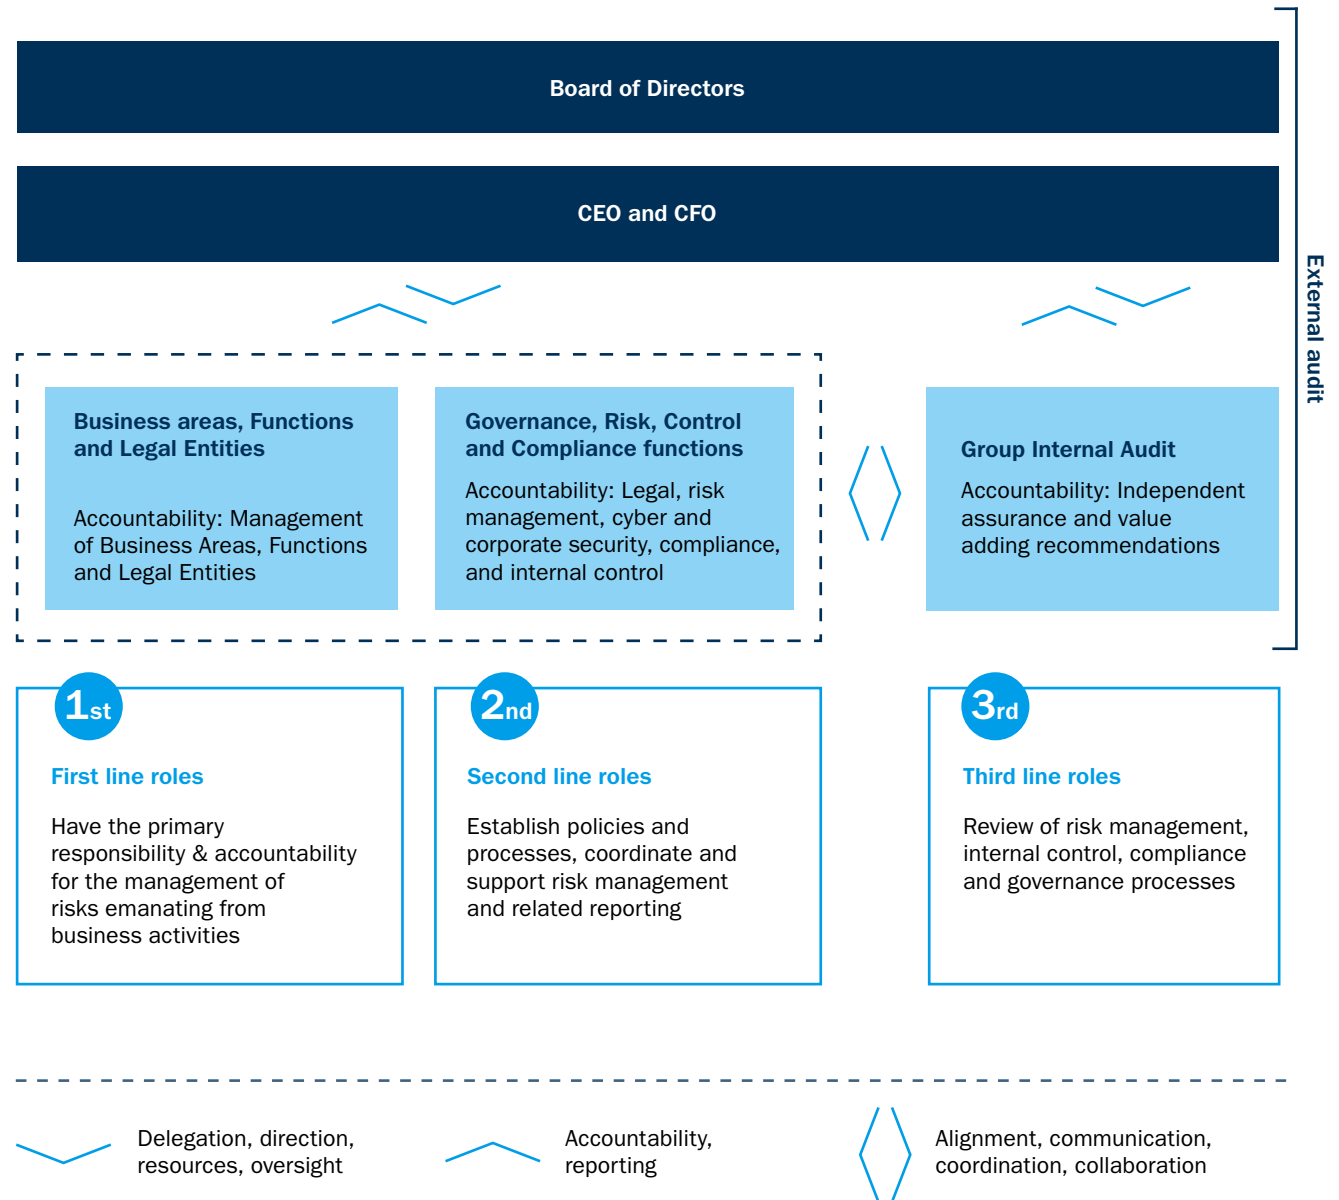 Board of Directors
CEO and CFO
External audit
Business areas, Functions
and Legal Entities
Accountability: Management
of Business Areas, Functions
and Legal Entities
Governance, Risk, Control
and Compliance functions
Accountability: Legal, risk
management, cyber and
corporate security, compliance,
and internal control
Group Internal Audit
Accountability: Independent
assurance and value
adding recommendations
1st
First line roles
Have the primary
responsibility & accountability
for the management of
risks emanating from
business activities
2nd
Second line roles
Establish policies and
processes, coordinate and
support risk management
and related reporting
3rd
Third line roles
Review of risk management,
internal control, compliance
and governance processes
Delegation, direction,
resources, oversight
Accountability,
reporting
Alignment, communication,
coordination, collaboration